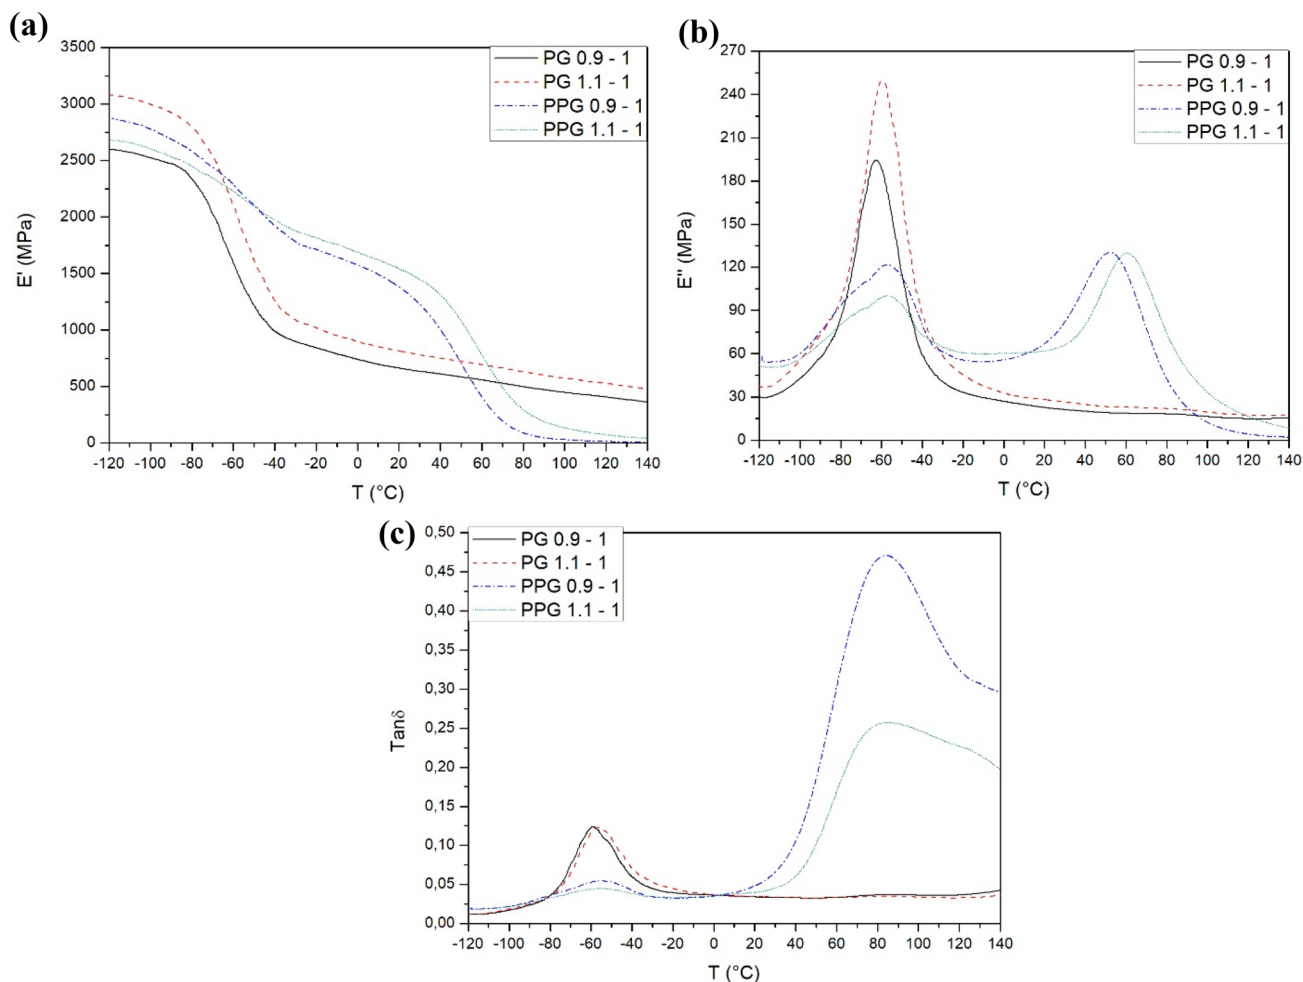 (a)
3500
3000
2500
2000
1500
1000
500
0
E' (MPa)
PG 0.9 - 1
PG 1.1 - 1
PPG 0.9 - 1
PPG 1.1 - 1
-120 -100 -80 -60 -40 -20 0 20 40 60 80 100 120 140
T (°C)
(b)
270
240
210
180
150
120
90
60
30
0
E'' (MPa)
PG 0.9 - 1
PG 1.1 - 1
PPG 0.9 - 1
PPG 1.1 - 1
-120 -100 -80 -60 -40 -20 0 20 40 60 80 100 120 140
T (°C)
(c)
0,50
0,45
0,40
0,35
0,30
0,25
0,20
0,15
0,10
0,05
0,00
Tanδ
PG 0.9 - 1
PG 1.1 - 1
PPG 0.9 - 1
PPG 1.1 - 1
-120 -100 -80 -60 -40 -20 0 20 40 60 80 100 120 140
T (°C)